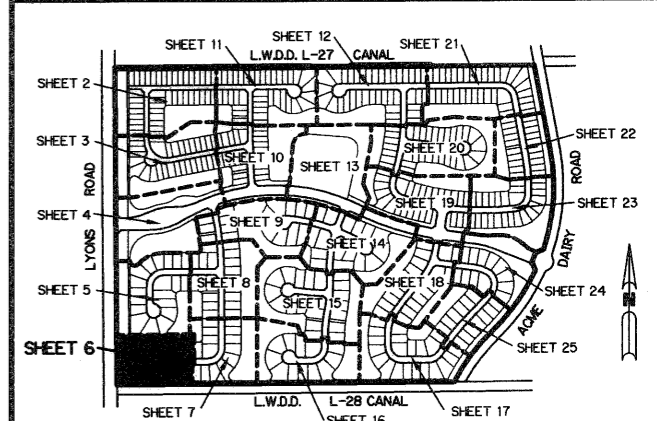 SHEET 12
SHEET 11
SHEET 21
L.W.D.D. L-27 CANAL
SHEET 2
SHEET 22
SHEET 3
SHEET 20
SHEET 10
SHEET 13
LYONS ROAD
ROAD
SHEET 19
SHEET 23
SHEET 4
SHEET 9
SHEET 14
DAIRY
SHEET 8
SHEET 18
SHEET 24
SHEET 5
SHEET 15
ACME
SHEET 6
SHEET 25
L.W.D.D. L-28 CANAL
SHEET 7
SHEET 16
SHEET 17